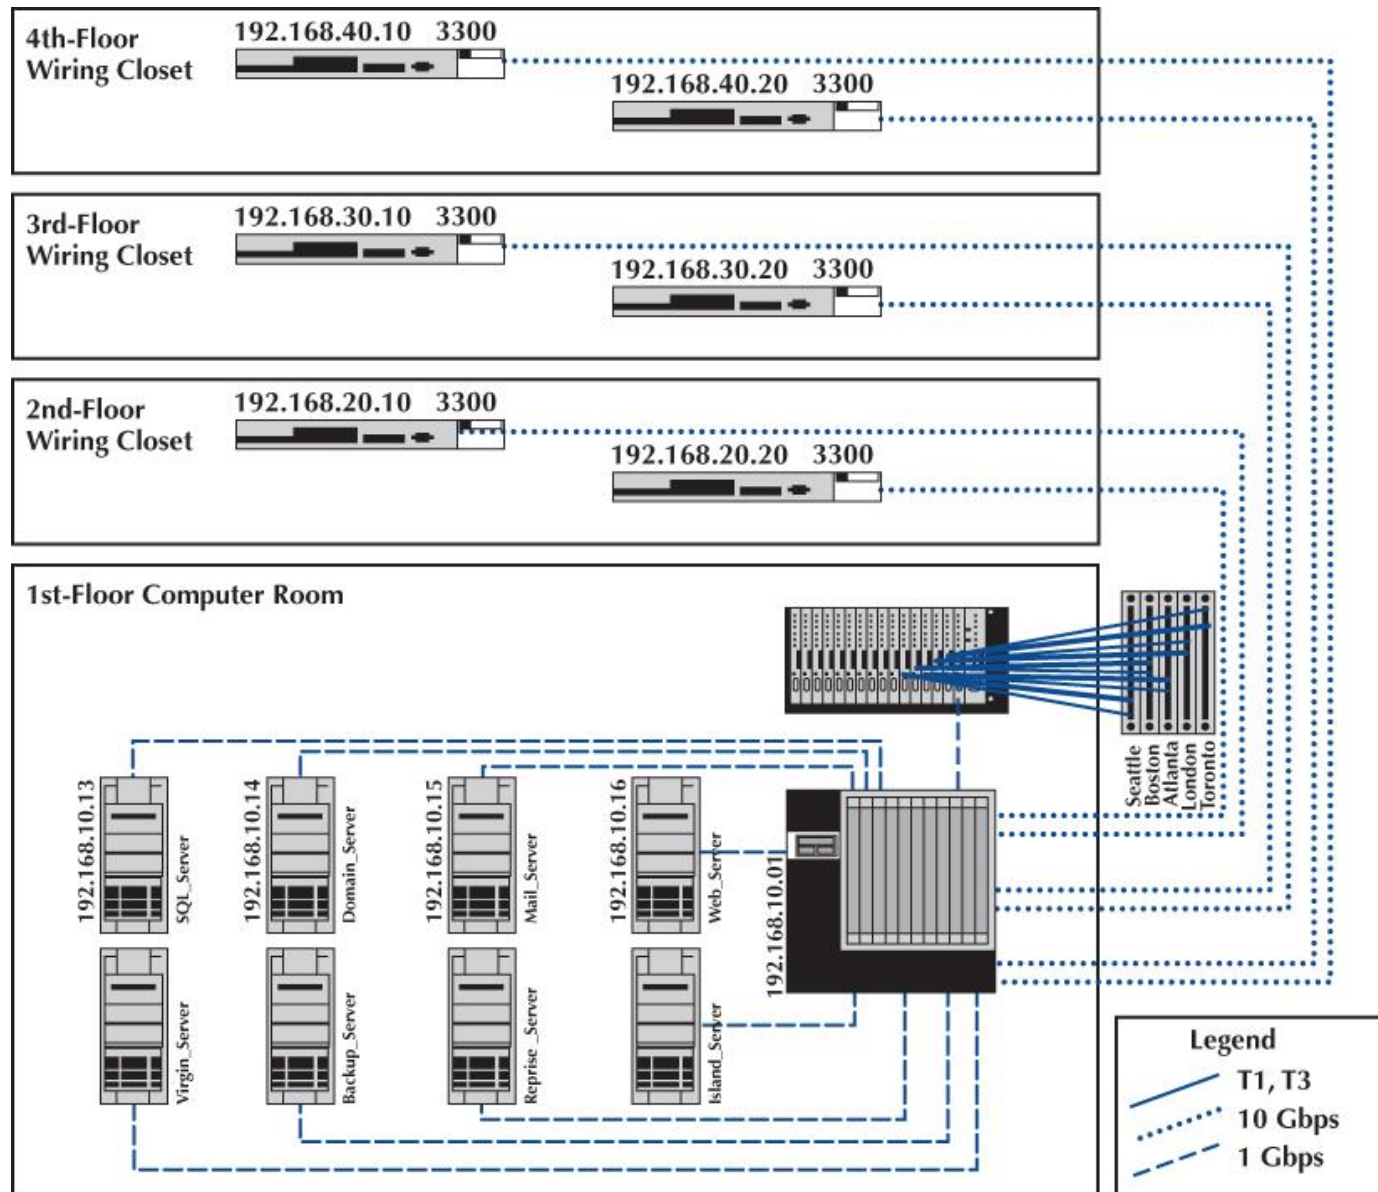 4th-Floor
Wiring Closet
192.168.40.10 3300
192.168.40.20 3300
3rd-Floor
Wiring Closet
192.168.30.10 3300
192.168.30.20 3300
2nd-Floor
Wiring Closet
192.168.20.10 3300
192.168.20.20 3300
1st-Floor Computer Room
Seattle
Boston
Atlanta
London
Toronto
192.168.10.13
SQL_Server
192.168.10.14
Domain_Server
192.168.10.15
Mail_Server
192.168.10.16
Web_Server
192.168.10.01
Virgin_Server
Backup_Server
Reprise_Server
Island_Server
Legend
T1, T3
10 Gbps
1 Gbps